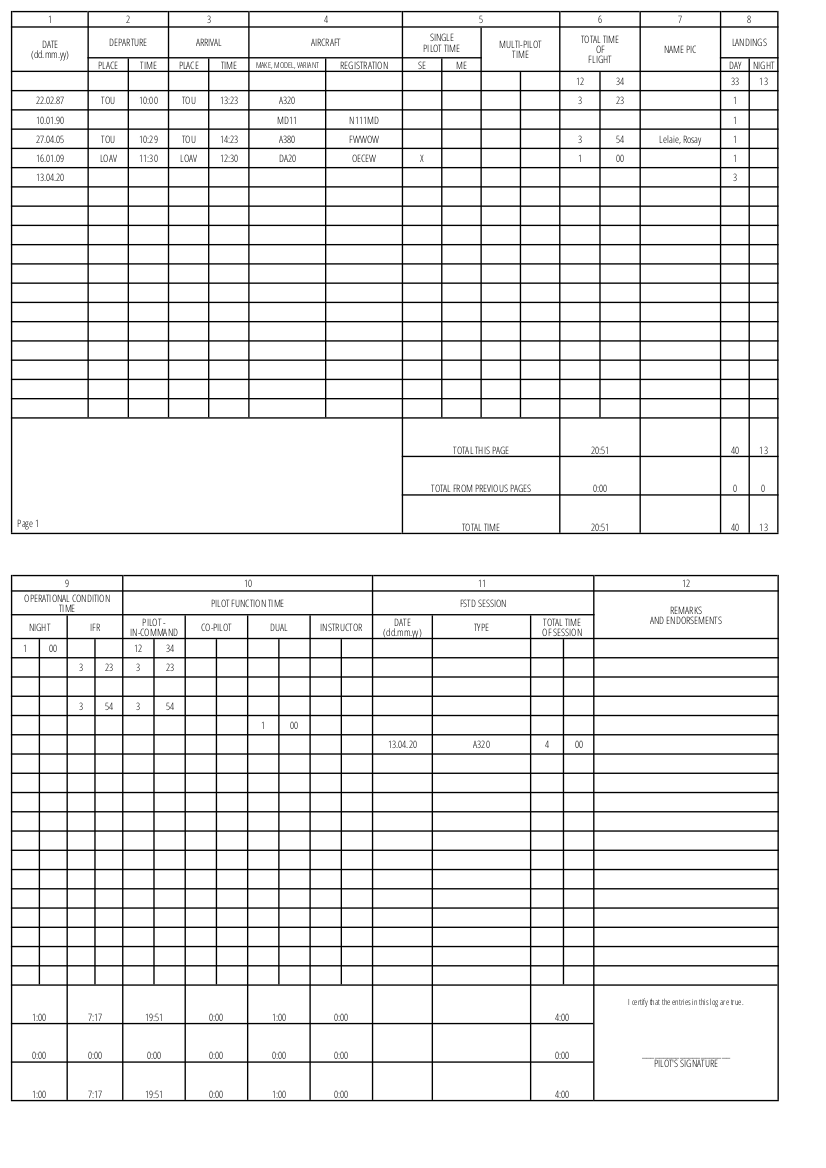 1 2 3 4 5 6 7 8
DATE (dd.mm.yy) DEPARTURE ARRIVAL AIRCRAFT SINGLE PILOT TIME MULTI-PILOT TIME TOTAL TIME OF FLIGHT NAME PIC LANDINGS
PLACE TIME PLACE TIME MAKE, MODEL, VARIANT REGISTRATION SE ME DAY NIGHT
12 34 33 13
22.02.87 TOU 10:00 TOU 13:23 A320 3 23 1
10.01.90 MD11 N111MD 1
27.04.05 TOU 10:29 TOU 14:23 A380 FWWOW 3 54 Lelaie, Rosay 1
16.01.09 LOAV 11:30 LOAV 12:30 DA20 OECEW X 1 00 1
13.04.20 3
TOTAL THIS PAGE 20:51 40 13
TOTAL FROM PREVIOUS PAGES 0:00 0 0
Page 1 TOTAL TIME 20:51 40 13
9 10 11 12
OPERATIONAL CONDITION TIME PILOT FUNCTION TIME FSTD SESSION REMARKS AND ENDORSEMENTS
NIGHT IFR PILOT - IN-COMMAND CO-PILOT DUAL INSTRUCTOR DATE (dd.mm.yy) TYPE TOTAL TIME OF SESSION
1 00 12 34
3 23 3 23
3 54 3 54
1 00
13.04.20 A320 4 00
I certify that the entries in this log are true.
1:00 7:17 19:51 0:00 1:00 0:00 4:00
0:00 0:00 0:00 0:00 0:00 0:00 0:00
PILOT'S SIGNATURE
1:00 7:17 19:51 0:00 1:00 0:00 4:00